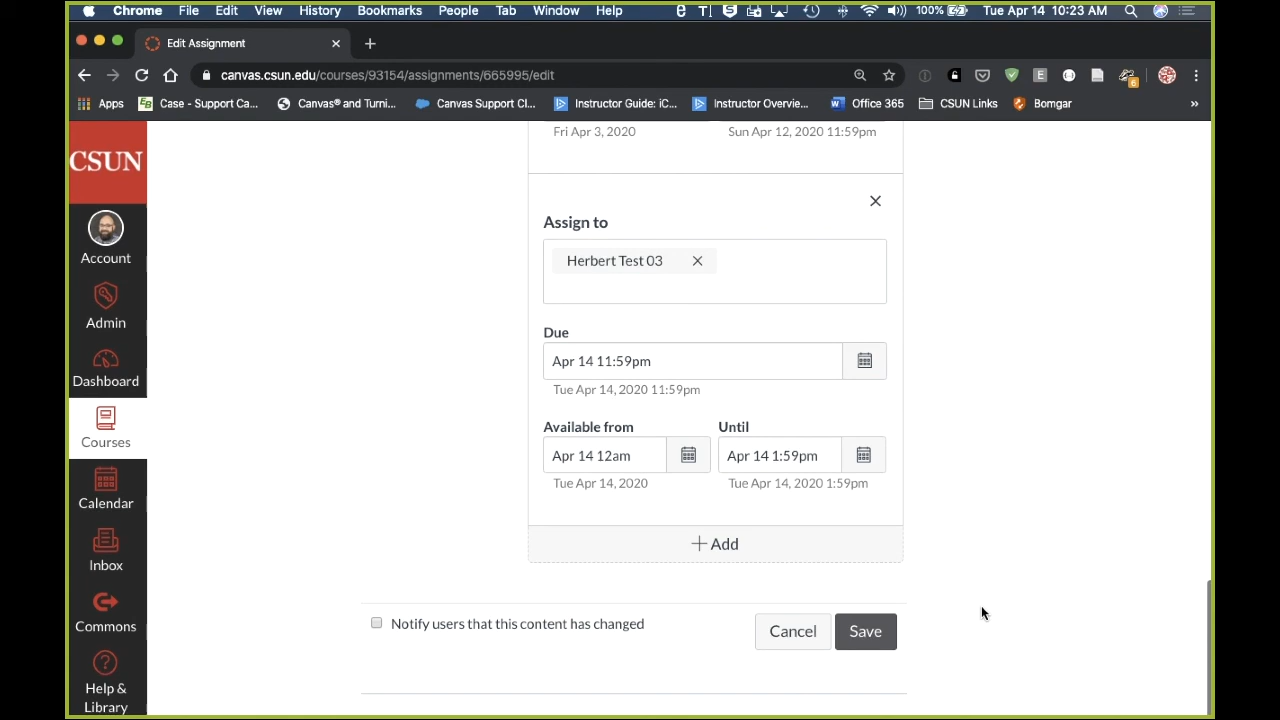 Chrome File Edit View History Bookmarks People Tab Window Help 100% Tue Apr 14 10:23 AM
Edit Assignment
canvas.csun.edu/courses/93154/assignments/665995/edit
Apps Case - Support Ca... Canvas® and Turni... Canvas Support Cl... Instructor Guide: iC... Instructor Overvie... Office 365 CSUN Links Bomgar »
CSUN
Account
Admin
Dashboard
Courses
Calendar
Inbox
Commons
Help &
Library
Fri Apr 3, 2020 Sun Apr 12, 2020 11:59pm
Assign to
Herbert Test 03
Due
Apr 14 11:59pm
Tue Apr 14, 2020 11:59pm
Available from Until
Apr 14 12am Apr 14 1:59pm
Tue Apr 14, 2020 Tue Apr 14, 2020 1:59pm
+ Add
Notify users that this content has changed Cancel Save